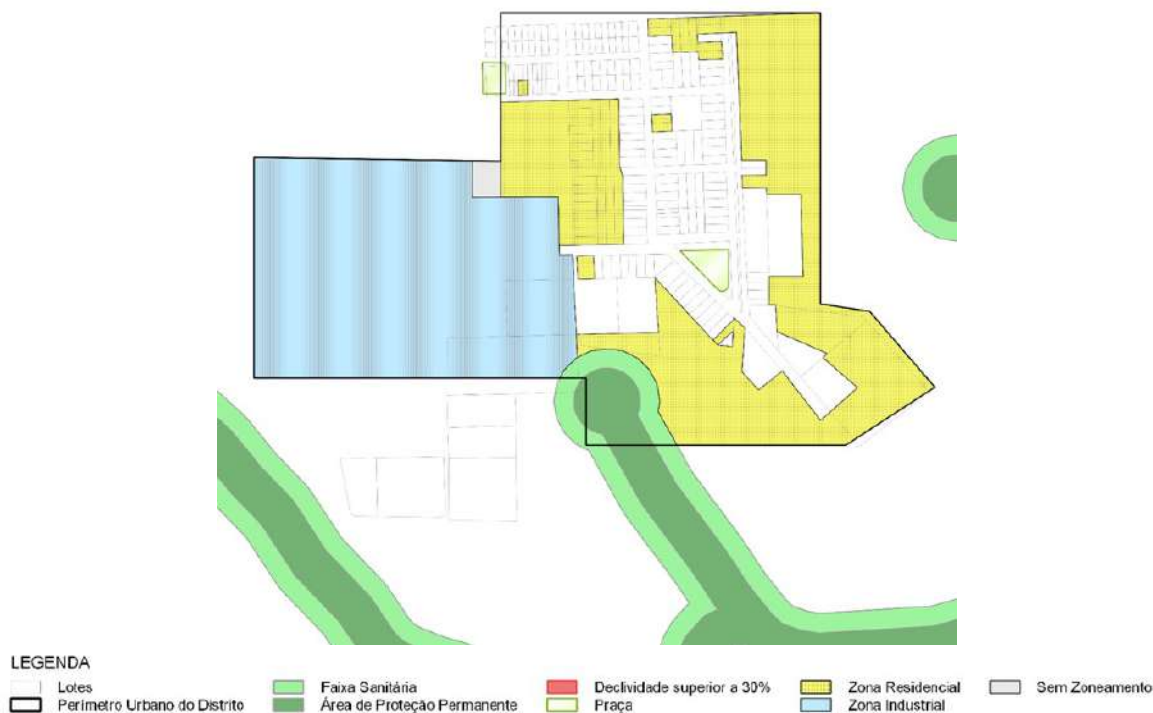 LEGENDA
Lotes
Perímetro Urbano do Distrito
Faixa Sanitária
Área de Proteção Permanente
Declividade superior a 30%
Praça
Zona Residencial
Zona Industrial
Sem Zoneamento